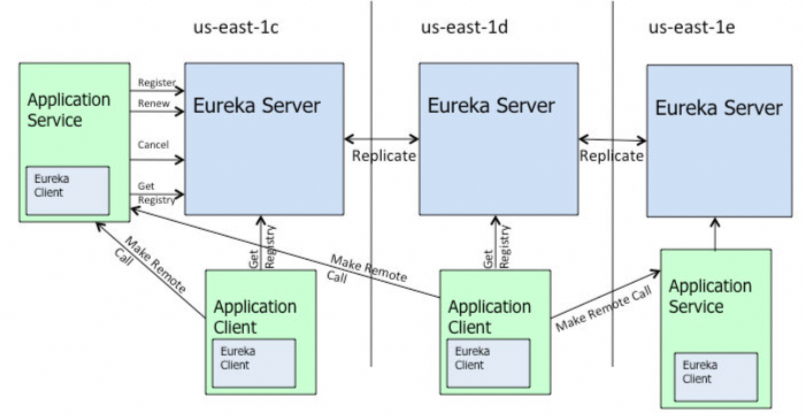 us-east-1c
us-east-1d
us-east-1e
Application
Service
Eureka
Client
Register
Renew
Cancel
Get
Registry
Eureka Server
Replicate
Eureka Server
Replicate
Eureka Server
Make Remote
Call
Get
Registry
Make Remote
Call
Get
Registry
Make Remote Call
Application
Client
Eureka
Client
Application
Client
Eureka
Client
Application
Service
Eureka
Client